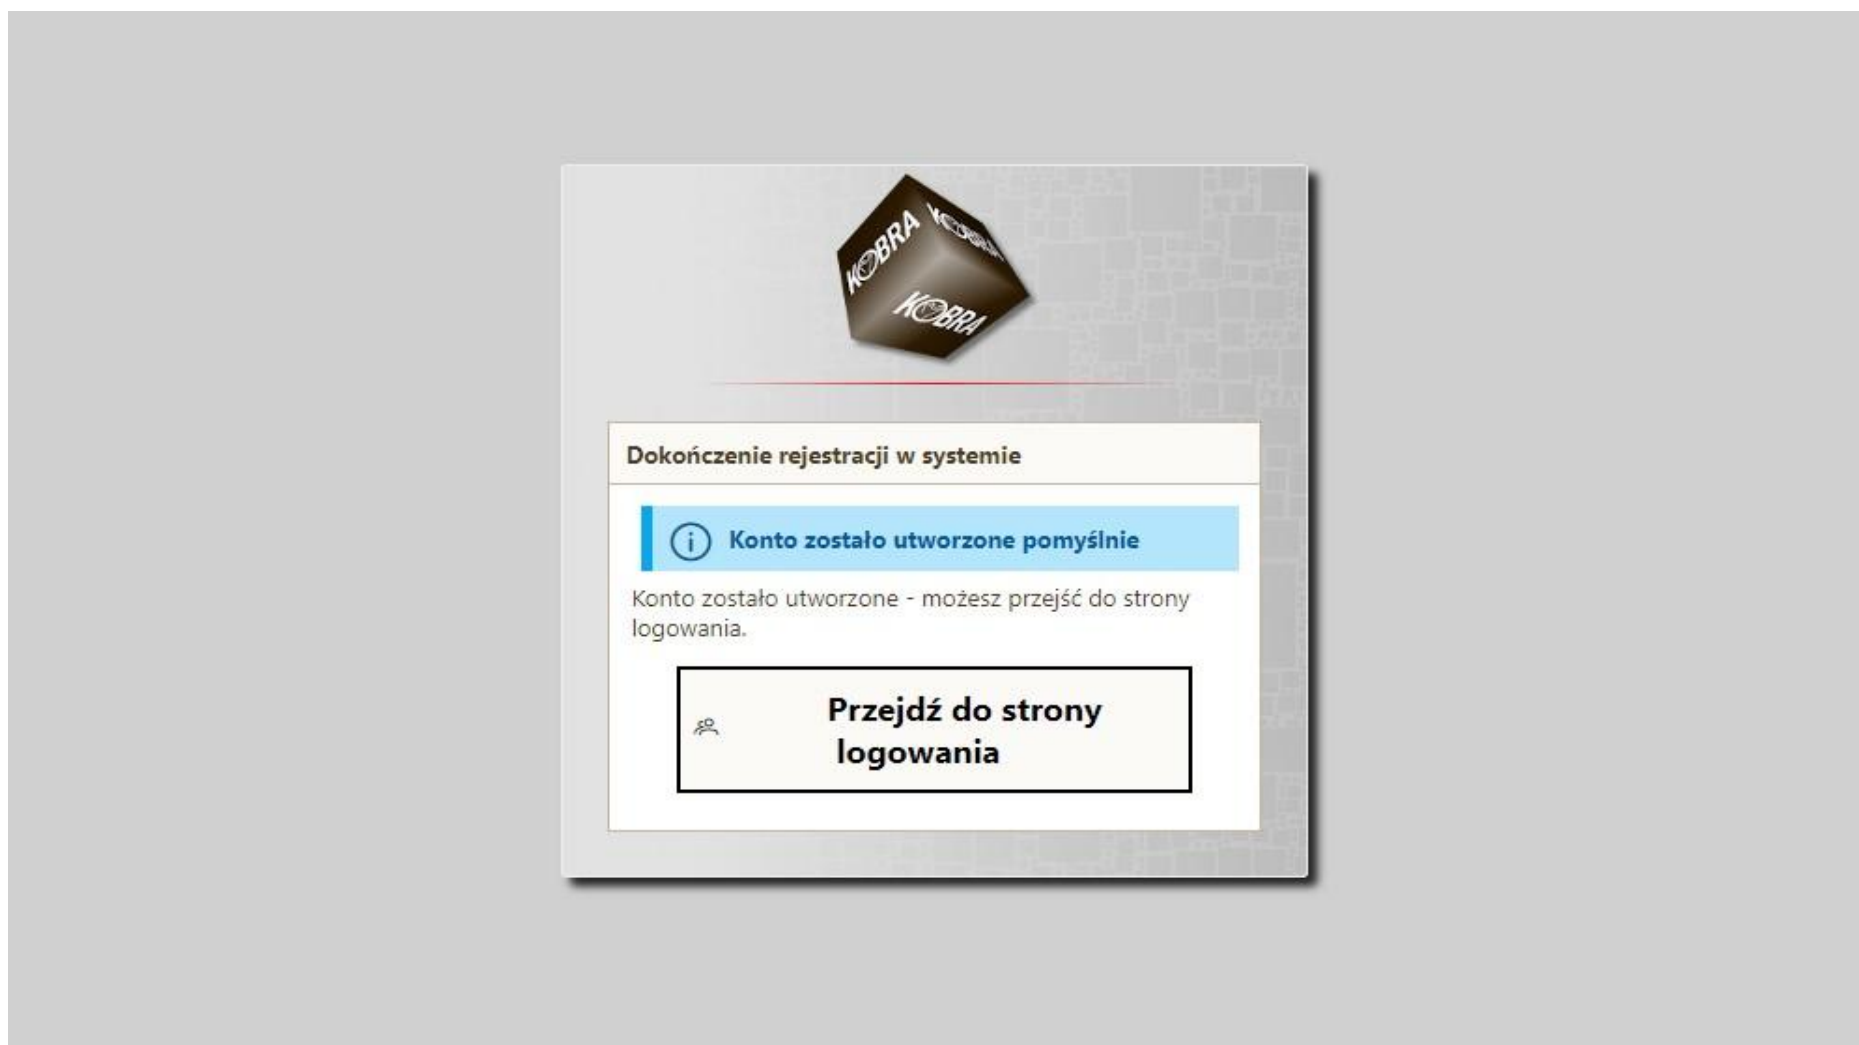 KOBRA
KOBRA
KOBRA
Dokończenie rejestracji w systemie
Konto zostało utworzone pomyślnie
Konto zostało utworzone - możesz przejść do strony
logowania.
Przejdź do strony
logowania